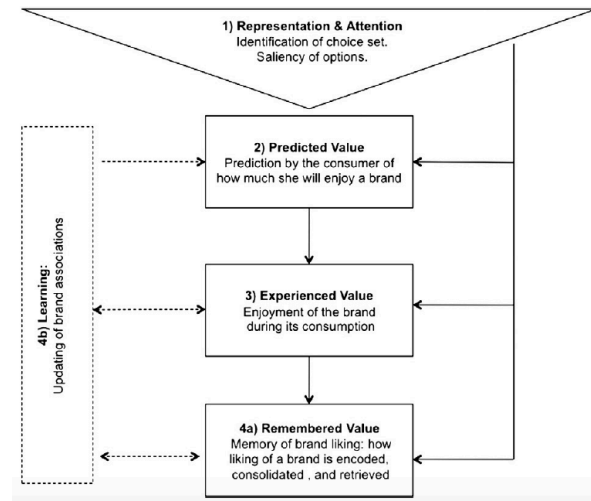 1) Representation & Attention
Identification of choice set.
Saliency of options.
2) Predicted Value
Prediction by the consumer of
how much she will enjoy a brand
4b) Learning:
Updating of brand associations
3) Experienced Value
Enjoyment of the brand
during its consumption
4a) Remembered Value
Memory of brand liking: how
liking of a brand is encoded,
consolidated , and retrieved